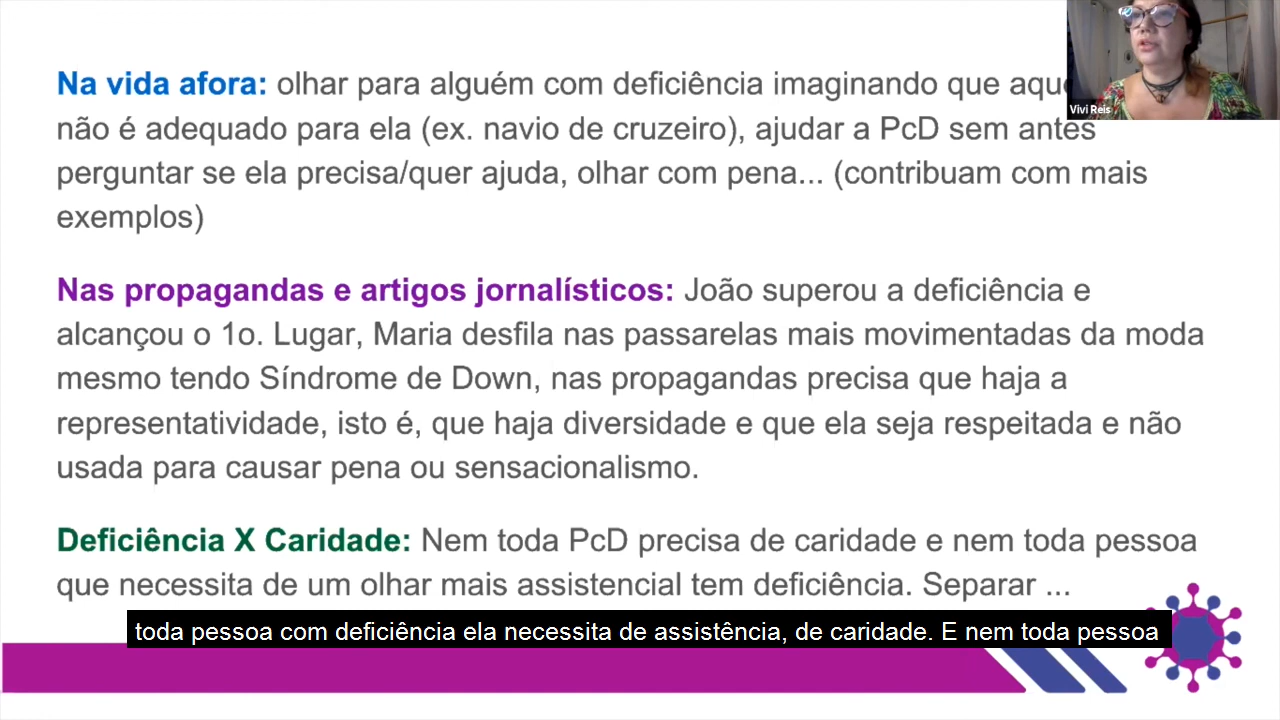 Na vida afora: olhar para alguém com deficiência imaginando que
Vivi Reis
não é adequado para ela (ex. navio de cruzeiro), ajudar a PcD sem antes
perguntar se ela precisa/quer ajuda, olhar com pena... (contribuam com mais
exemplos)
Nas propagandas e artigos jornalísticos: João superou a deficiência e
alcançou o 1o. Lugar, Maria desfila nas passarelas mais movimentadas da moda
mesmo tendo Síndrome de Down, nas propagandas precisa que haja a
representatividade, isto é, que haja diversidade e que ela seja respeitada e não
usada para causar pena ou sensacionalismo.
Deficiência X Caridade: Nem toda PcD precisa de caridade e nem toda pessoa
que necessita de um olhar mais assistencial tem deficiência. Separar ...
toda pessoa com deficiência ela necessita de assistência, de caridade. E nem toda pessoa